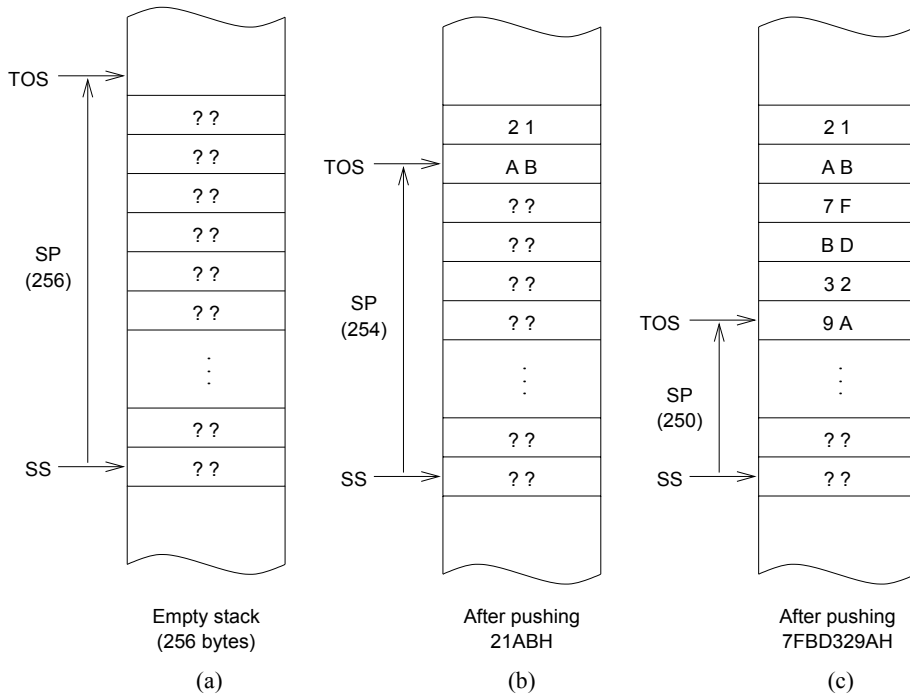 TOS
? ?
? ?
? ?
? ?
? ?
? ?
SP
(256)
? ?
SS
? ?
Empty stack
(256 bytes)
(a)
2 1
TOS
A B
? ?
? ?
? ?
? ?
SP
(254)
? ?
SS
? ?
After pushing
21ABH
(b)
2 1
A B
7 F
B D
3 2
TOS
9 A
SP
(250)
? ?
SS
? ?
After pushing
7FBD329AH
(c)